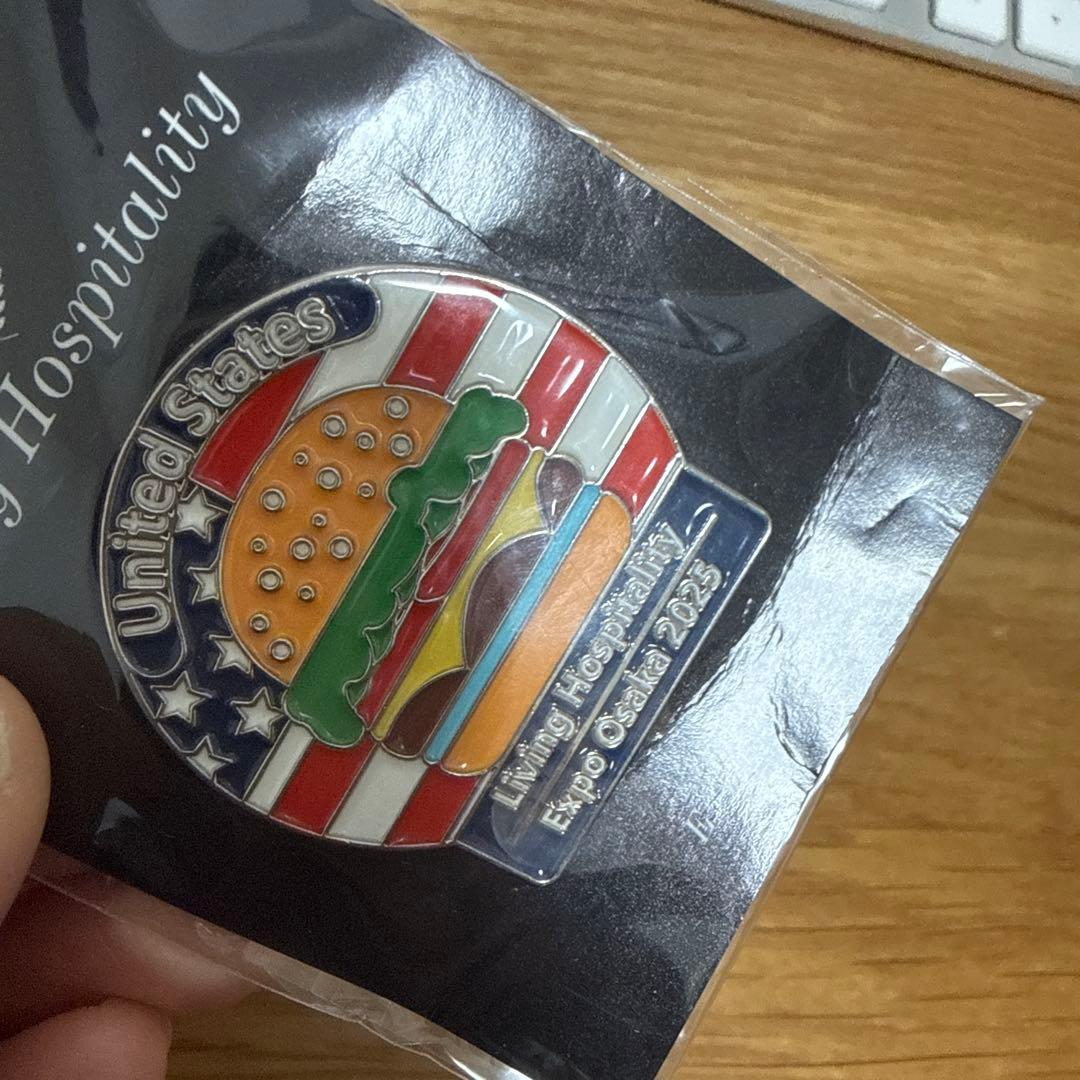 Hospitality
United States
Living Hospitality
Expo Osaka 2025